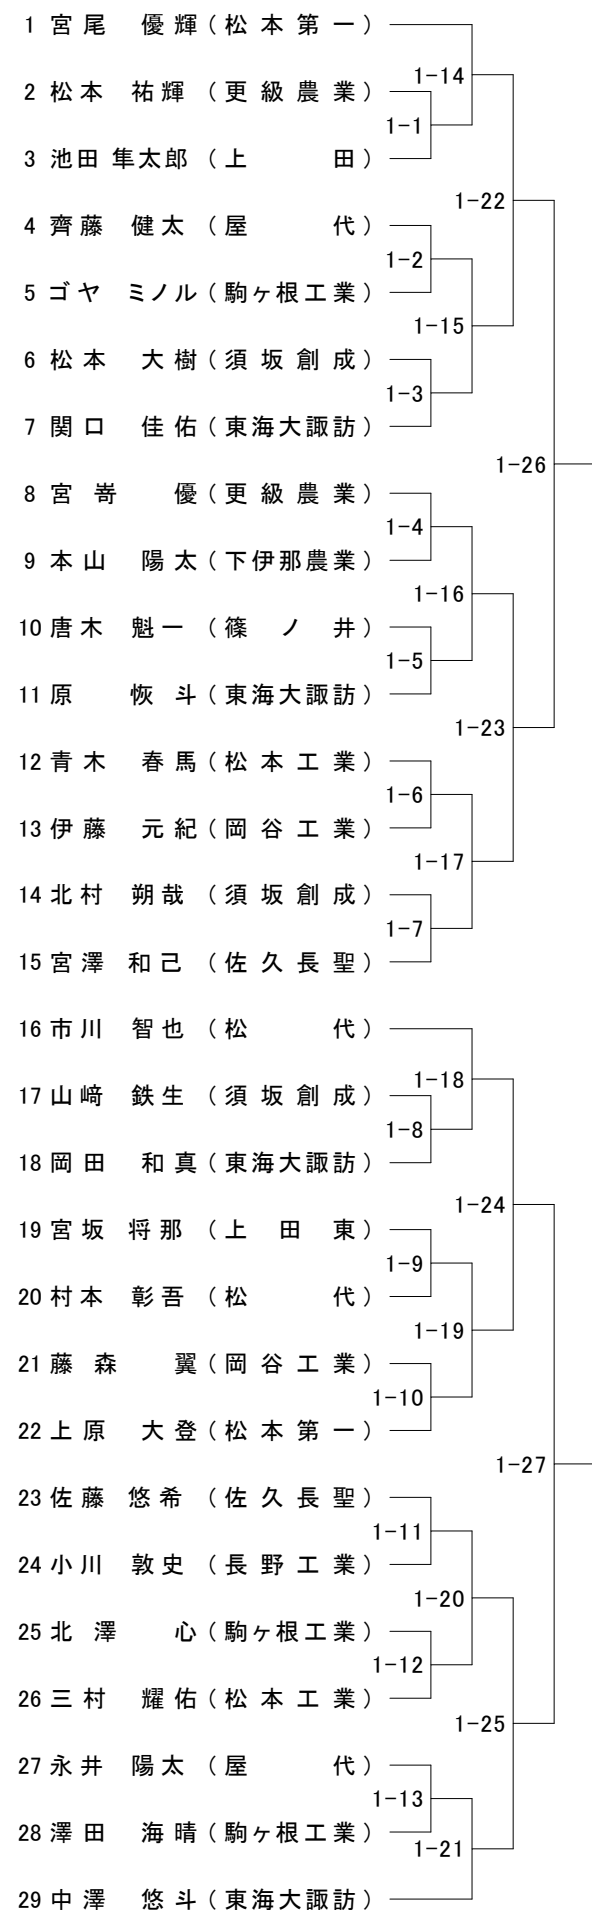 1 宮尾 優輝（松本第一）
1-14
2 松本 祐輝（更級農業）
1-1
3 池田 隼太郎（上田）
1-22
4 齊藤 健太（屋代）
1-2
5 ゴヤ ミノル（駒ヶ根工業）
1-15
6 松本 大樹（須坂創成）
1-3
7 関口 佳佑（東海大諏訪）
1-26
8 宮嵜 優（更級農業）
1-4
9 本山 陽太（下伊那農業）
1-16
10 唐木 魁一（篠ノ井）
1-5
11 原 恢斗（東海大諏訪）
1-23
12 青木 春馬（松本工業）
1-6
13 伊藤 元紀（岡谷工業）
1-17
14 北村 朔哉（須坂創成）
1-7
15 宮澤 和己（佐久長聖）
16 市川 智也（松代）
1-18
17 山﨑 鉄生（須坂創成）
1-8
18 岡田 和真（東海大諏訪）
1-24
19 宮坂 将那（上田東）
1-9
20 村本 彰吾（松代）
1-19
21 藤森 翼（岡谷工業）
1-10
22 上原 大登（松本第一）
1-27
23 佐藤 悠希（佐久長聖）
1-11
24 小川 敦史（長野工業）
1-20
25 北澤 心（駒ヶ根工業）
1-12
26 三村 耀佑（松本工業）
1-25
27 永井 陽太（屋代）
1-13
28 澤田 海晴（駒ヶ根工業）
1-21
29 中澤 悠斗（東海大諏訪）